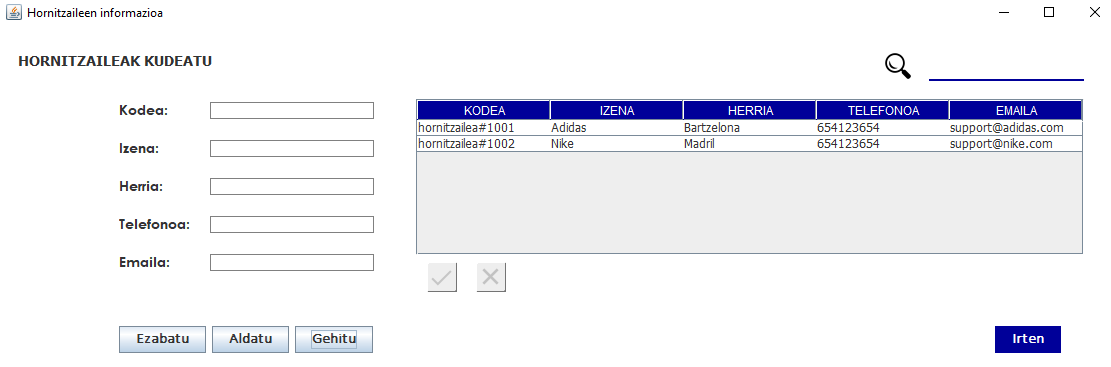 Hornitzaileen informazioa
HORNITZAILEAK KUDEATU
Kodea:
Izena:
Herria:
Telefonoa:
Emaila:
KODEA IZENA HERRIA TELEFONOA EMAILA
hornitzailea#1001 Adidas Bartzelona 654123654 support@adidas.com
hornitzailea#1002 Nike Madril 654123654 support@nike.com
Ezabatu Aldatu Gehitu Irten